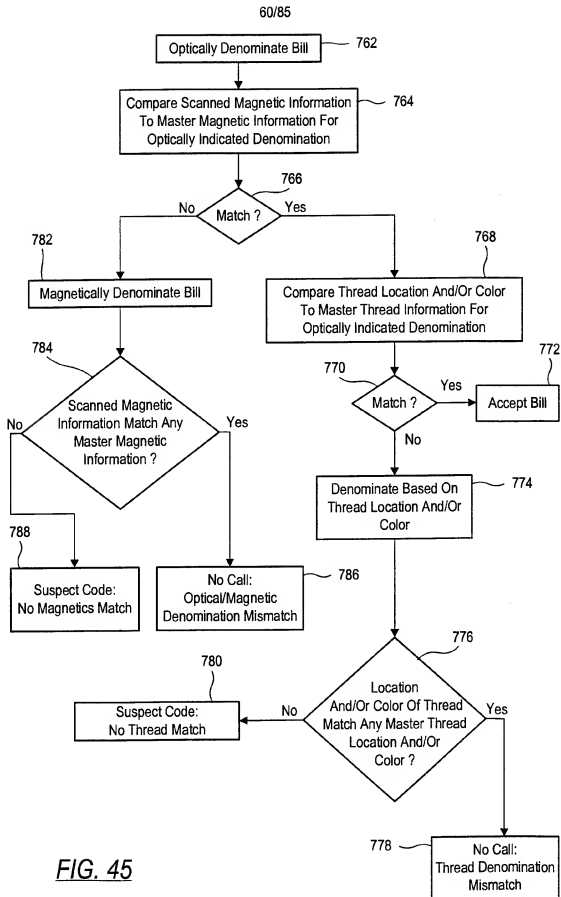 60/85
Optically Denominate Bill
762
Compare Scanned Magnetic Information
To Master Magnetic Information For
Optically Indicated Denomination
764
766
No
Match ?
Yes
782
Magnetically Denominate Bill
768
Compare Thread Location And/Or Color
To Master Thread Information For
Optically Indicated Denomination
784
770
772
Match ?
Yes
Accept Bill
No
No
Scanned Magnetic
Information Match Any
Master Magnetic
Information ?
Yes
Denominate Based On
Thread Location And/Or
Color
774
788
Suspect Code:
No Magnetics Match
No Call:
Optical/Magnetic
Denomination Mismatch
786
776
780
Suspect Code:
No Thread Match
No
Location
And/Or Color Of Thread
Match Any Master Thread
Location And/Or
Color ?
Yes
778
No Call:
Thread Denomination
Mismatch
FIG. 45